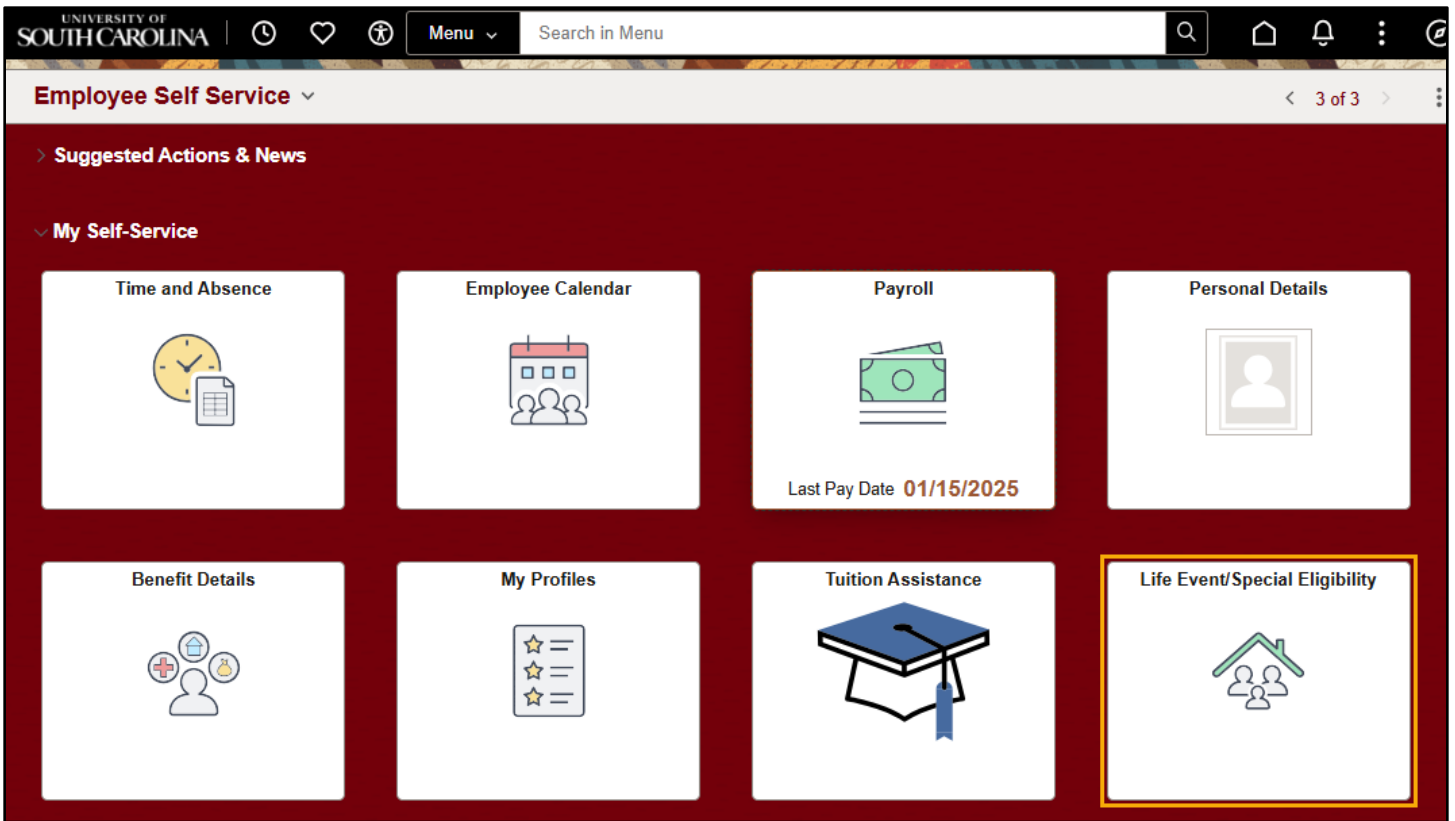 UNIVERSITY OF
SOUTH CAROLINA
Menu
Search in Menu
Employee Self Service
3 of 3
Suggested Actions & News
My Self-Service
Time and Absence
Employee Calendar
Payroll
Personal Details
Last Pay Date 01/15/2025
Benefit Details
My Profiles
Tuition Assistance
Life Event/Special Eligibility